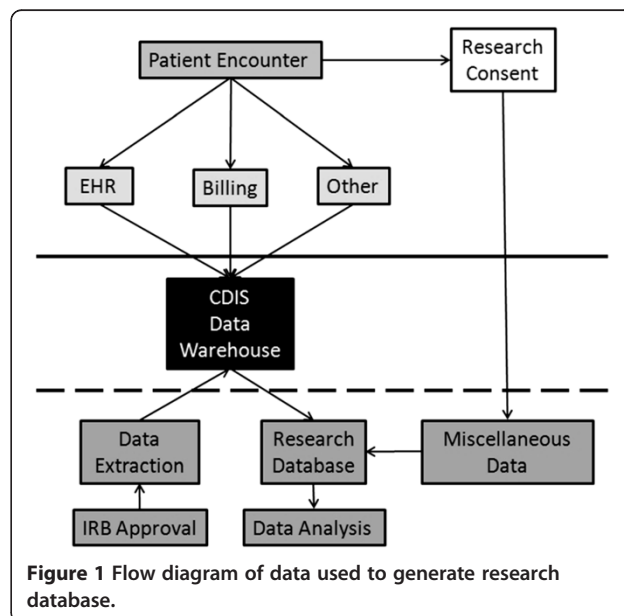 Patient Encounter
Research
Consent
EHR
Billing
Other
CDIS
Data
Warehouse
Data
Extraction
Research
Database
Miscellaneous
Data
IRB Approval
Data Analysis
Figure 1 Flow diagram of data used to generate research
database.